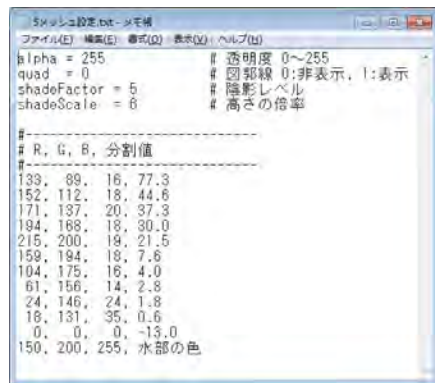 5メッシュ設定.txt - メモ帳
ファイル(F) 編集(E) 書式(O) 表示(V) ヘルプ(H)
alpha = 255 # 透明度 0～255
quad = 0 # 図郭線 0:非表示, 1:表示
shadeFactor = 5 # 陰影レベル
shadeScale = 6 # 高さの倍率
#-------------------------------
# R, G, B, 分割値
#-------------------------------
133, 89, 16, 77.3
152, 112, 18, 44.6
171, 137, 20, 37.3
194, 168, 18, 30.0
215, 200, 19, 21.5
159, 194, 18, 7.6
104, 175, 16, 4.0
61, 156, 14, 2.8
24, 146, 24, 1.8
18, 131, 35, 0.6
0, 0, 0, -13.0
150, 200, 255, 水部の色